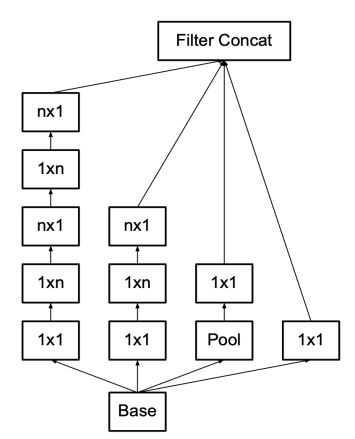 Filter Concat
nx1
1xn
nx1
nx1
1xn
1xn
1x1
1x1
1x1
Pool
1x1
Base